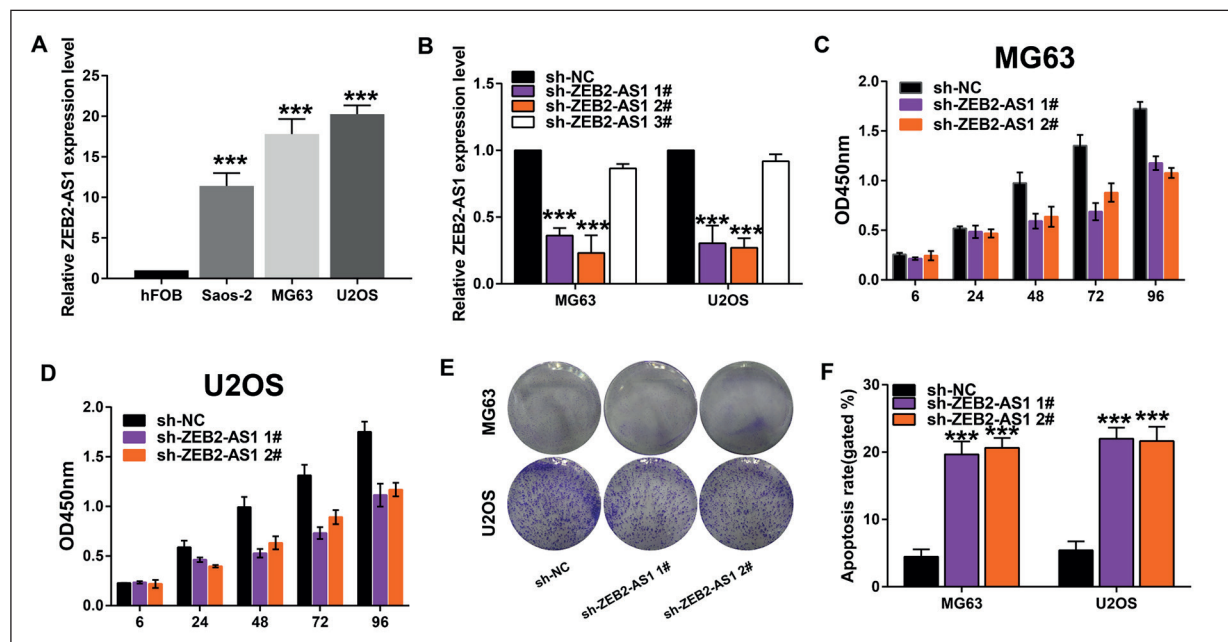 A
Relative ZEB2-AS1 expression level
25
20
15
10
5
0
***
***
***
hFOB Saos-2 MG63 U2OS
B
Relative ZEB2-AS1 expression level
sh-NC
sh-ZEB2-AS1 1#
sh-ZEB2-AS1 2#
sh-ZEB2-AS1 3#
1.0
0.5
0.0
*** ***
*** ***
MG63 U2OS
C
MG63
OD450nm
sh-NC
sh-ZEB2-AS1 1#
sh-ZEB2-AS1 2#
2.0
1.5
1.0
0.5
0.0
6 24 48 72 96
D
U2OS
OD450nm
sh-NC
sh-ZEB2-AS1 1#
sh-ZEB2-AS1 2#
2.0
1.5
1.0
0.5
0.0
6 24 48 72 96
E
MG63
U2OS
sh-NC
sh-ZEB2-AS1 1#
sh-ZEB2-AS1 2#
F
Apoptosis rate(gated %)
sh-NC
sh-ZEB2-AS1 1#
sh-ZEB2-AS1 2#
30
20
10
0
*** ***
*** ***
MG63 U2OS